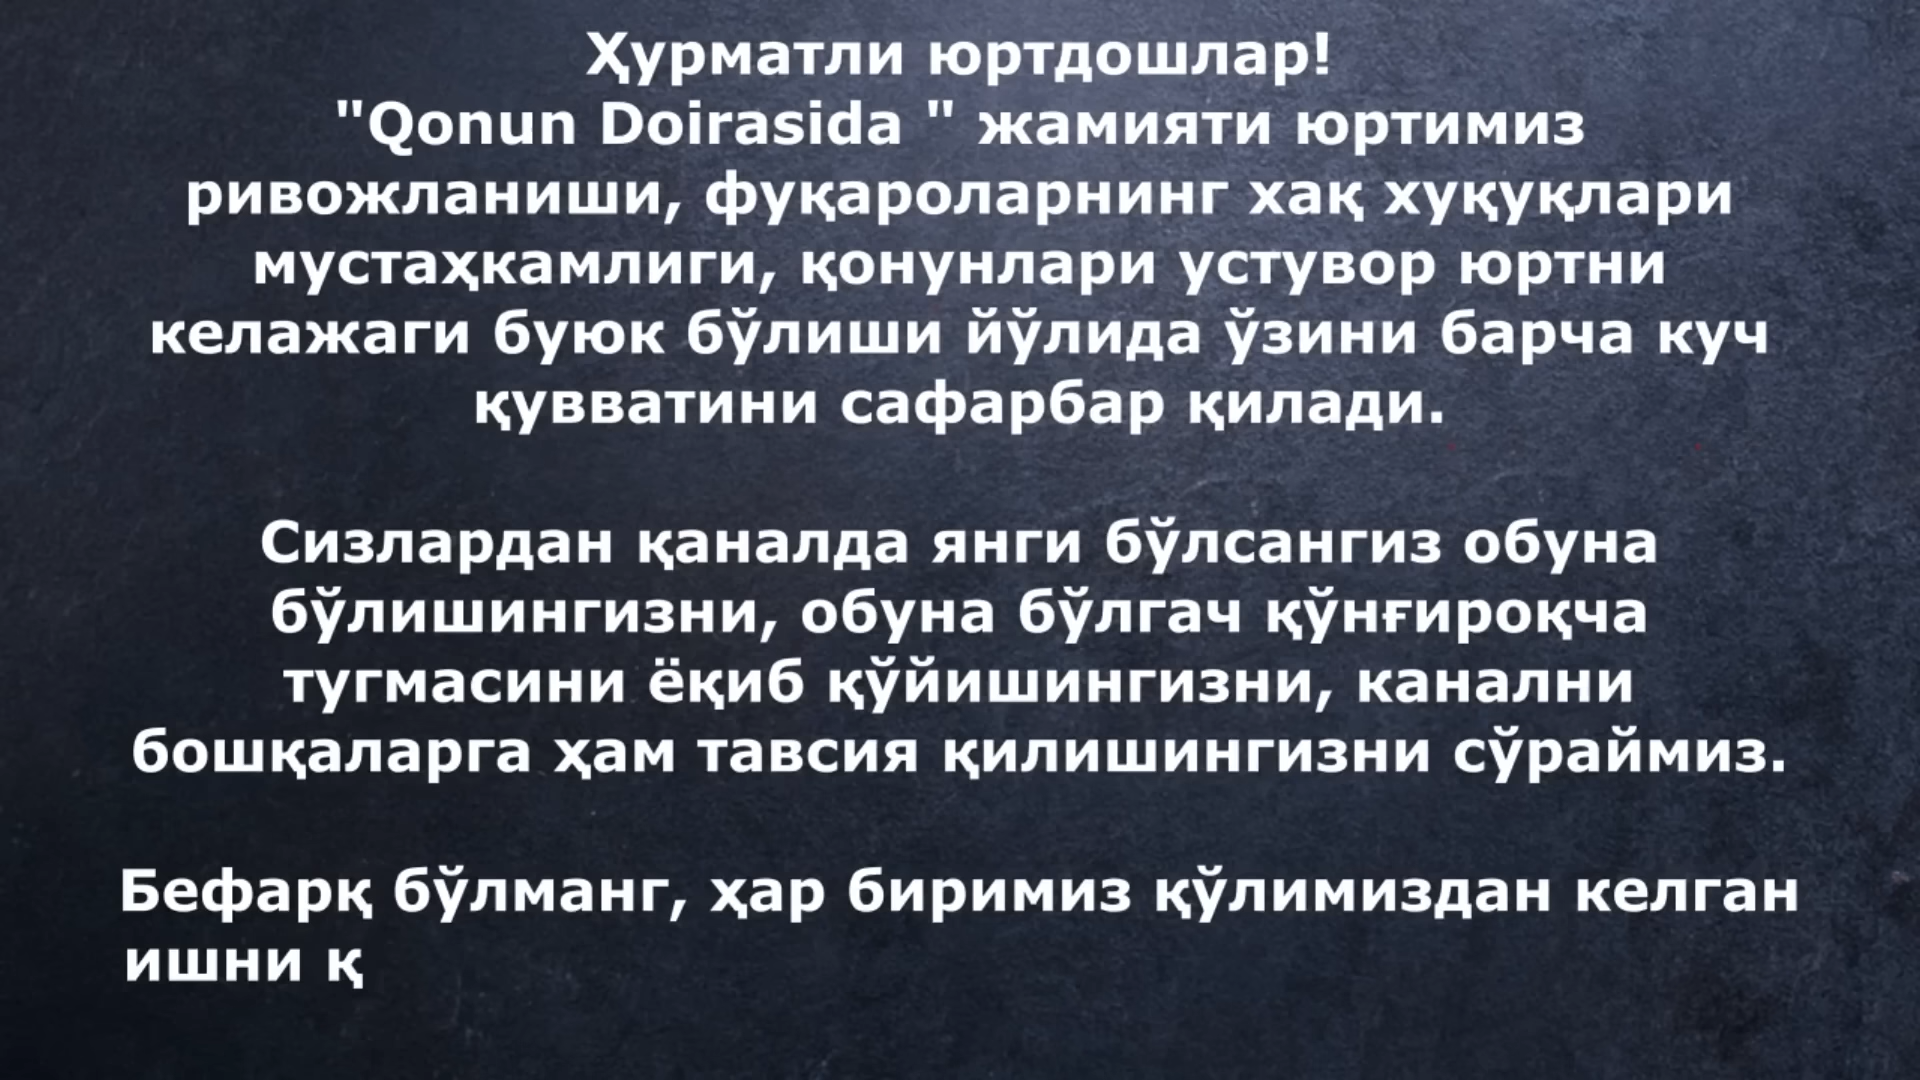 Ҳурматли юртдошлар!
"Qonun Doirasida " жамияти юртимиз
ривожланиши, фуқароларнинг хақ хуқуқлари
мустаҳкамлиги, қонунлари устувор юртни
келажаги буюк бўлиши йўлида ўзини барча куч
қувватини сафарбар қилади.
Сизлардан қаналда янги бўлсангиз обуна
бўлишингизни, обуна бўлгач қўнғироқча
тугмасини ёқиб қўйишингизни, канални
бошқаларга ҳам тавсия қилишингизни сўраймиз.
Бефарқ бўлманг, ҳар биримиз қўлимиздан келган
ишни қ